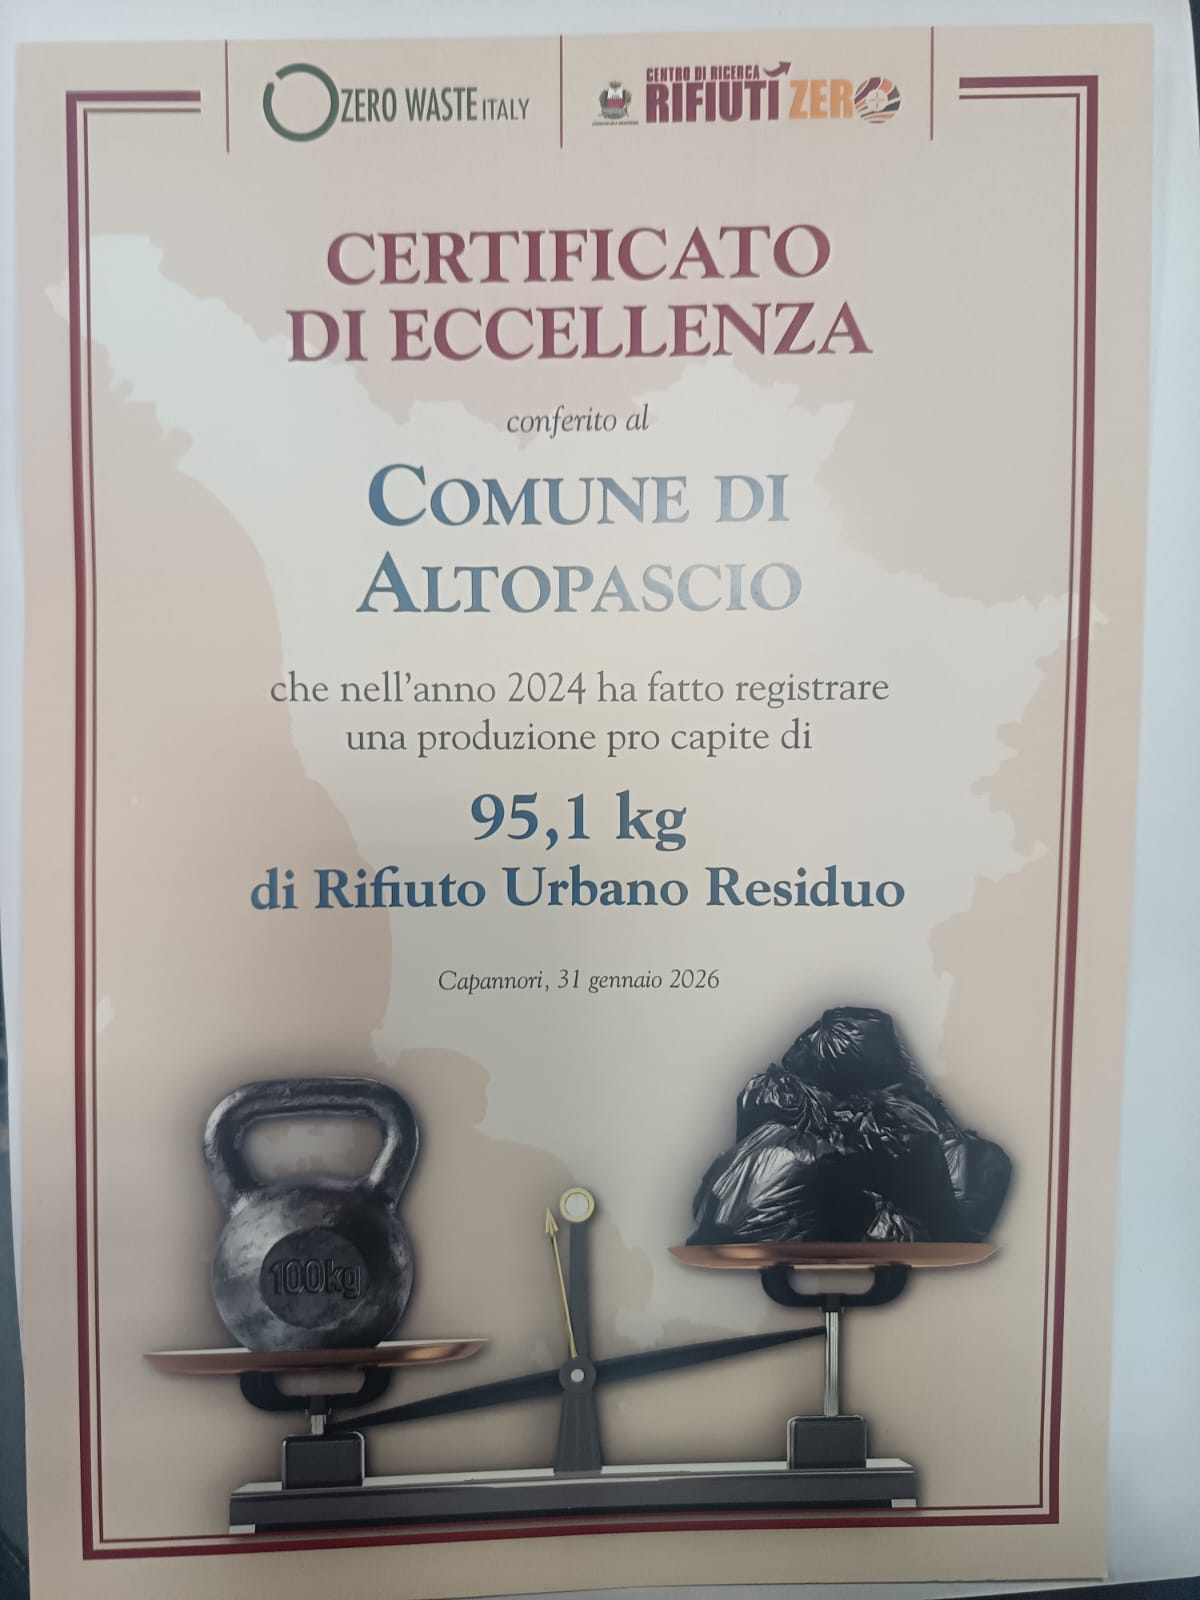 ZERO WASTE ITALY
CENTRO DI RICERCA
RIFIUTI ZERO
CERTIFICATO
DI ECCELLENZA
conferito al
COMUNE DI
ALTOPASCIO
che nell'anno 2024 ha fatto registrare
una produzione pro capite di
95,1 kg
di Rifiuto Urbano Residuo
Capannori, 31 gennaio 2026
100kg